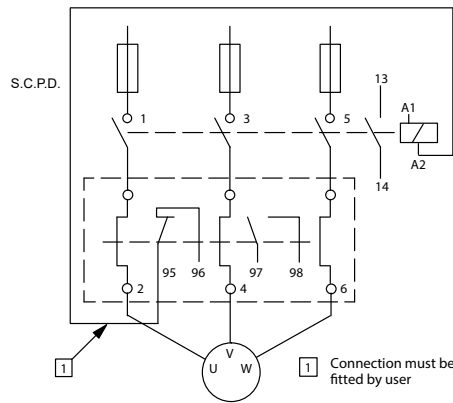 S.C.P.D.
1 3 5 13 A1
A2
14
95 96 97 98
2 4 6
U V W
1
1 Connection must be
fitted by user